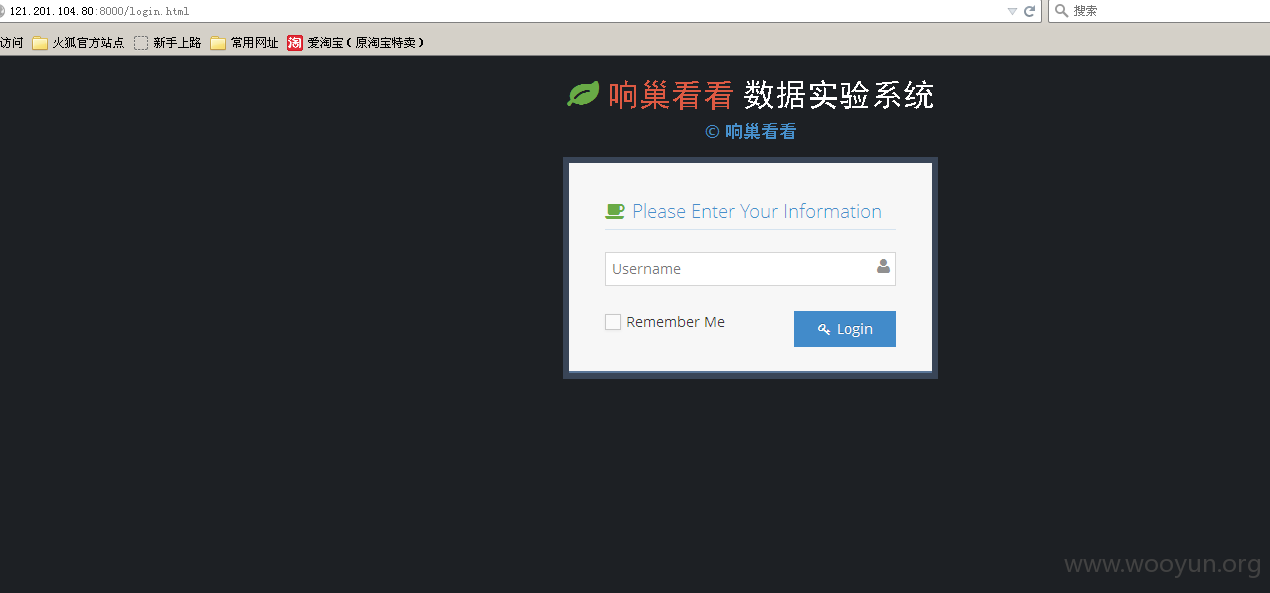 121.201.104.80:8000/login.html
搜索
访问 火狐官方站点 新手上路 常用网址 淘 爱淘宝（原淘宝特卖）
响巢看看 数据实验系统
© 响巢看看
Please Enter Your Information
Username
Remember Me
Login
www.wooyun.org